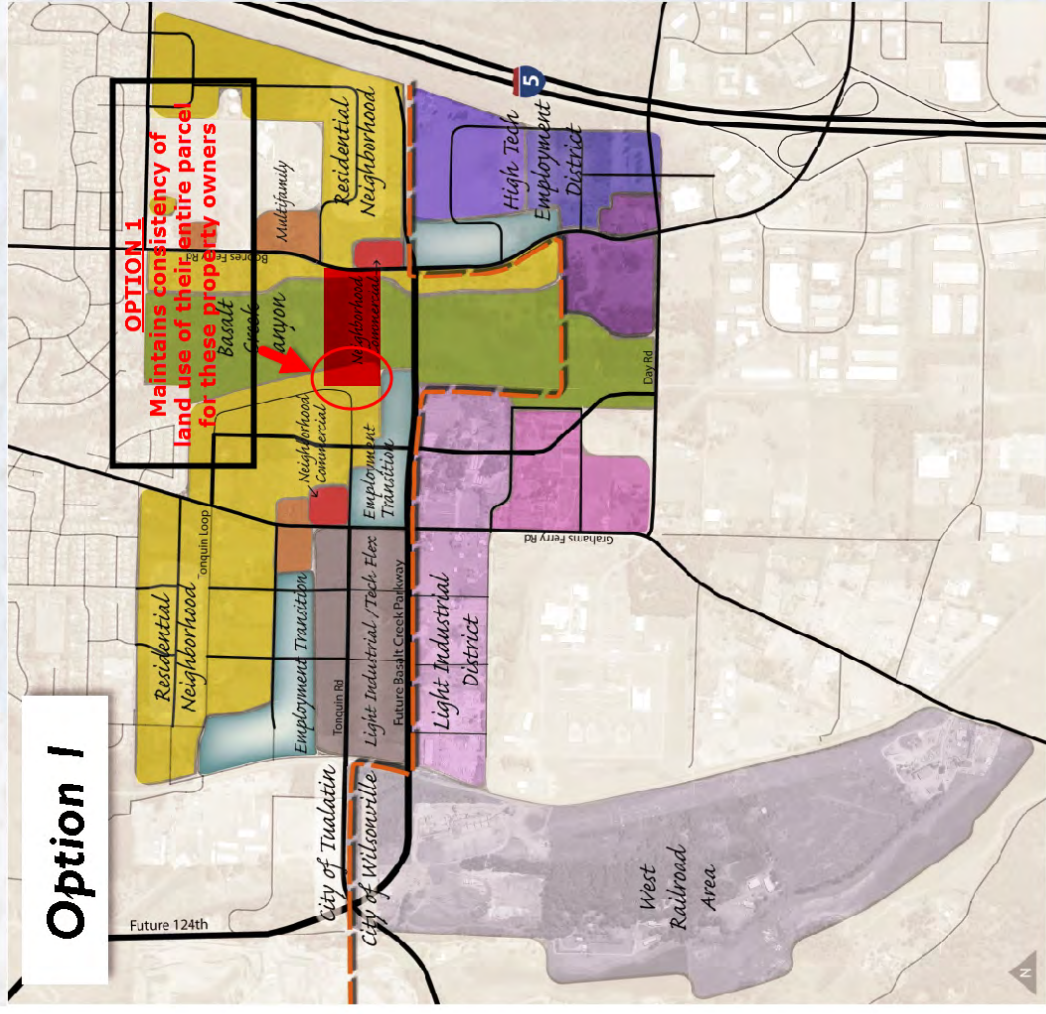 Option 1
OPTION 1
Maintains consistency of
land use of their entire parcel
for these property owners
5
Residential
Neighborhood
Multifamily
Boones Ferry Rd
High Tech
Employment
District
Basalt
Creek
anyon
Neighborhood
Commercial
Neighborhood
Commercial
Employment
Transition
Day Rd
Tonquin Loop
Residential
Neighborhood
Employment Transition
Tonquin Rd
Light Industrial /Tech Flex
Future Basalt Creek Parkway
Light Industrial
District
Grahams Ferry Rd
City of Tualatin
City of Wilsonville
Future 124th
West
Railroad
Area
N